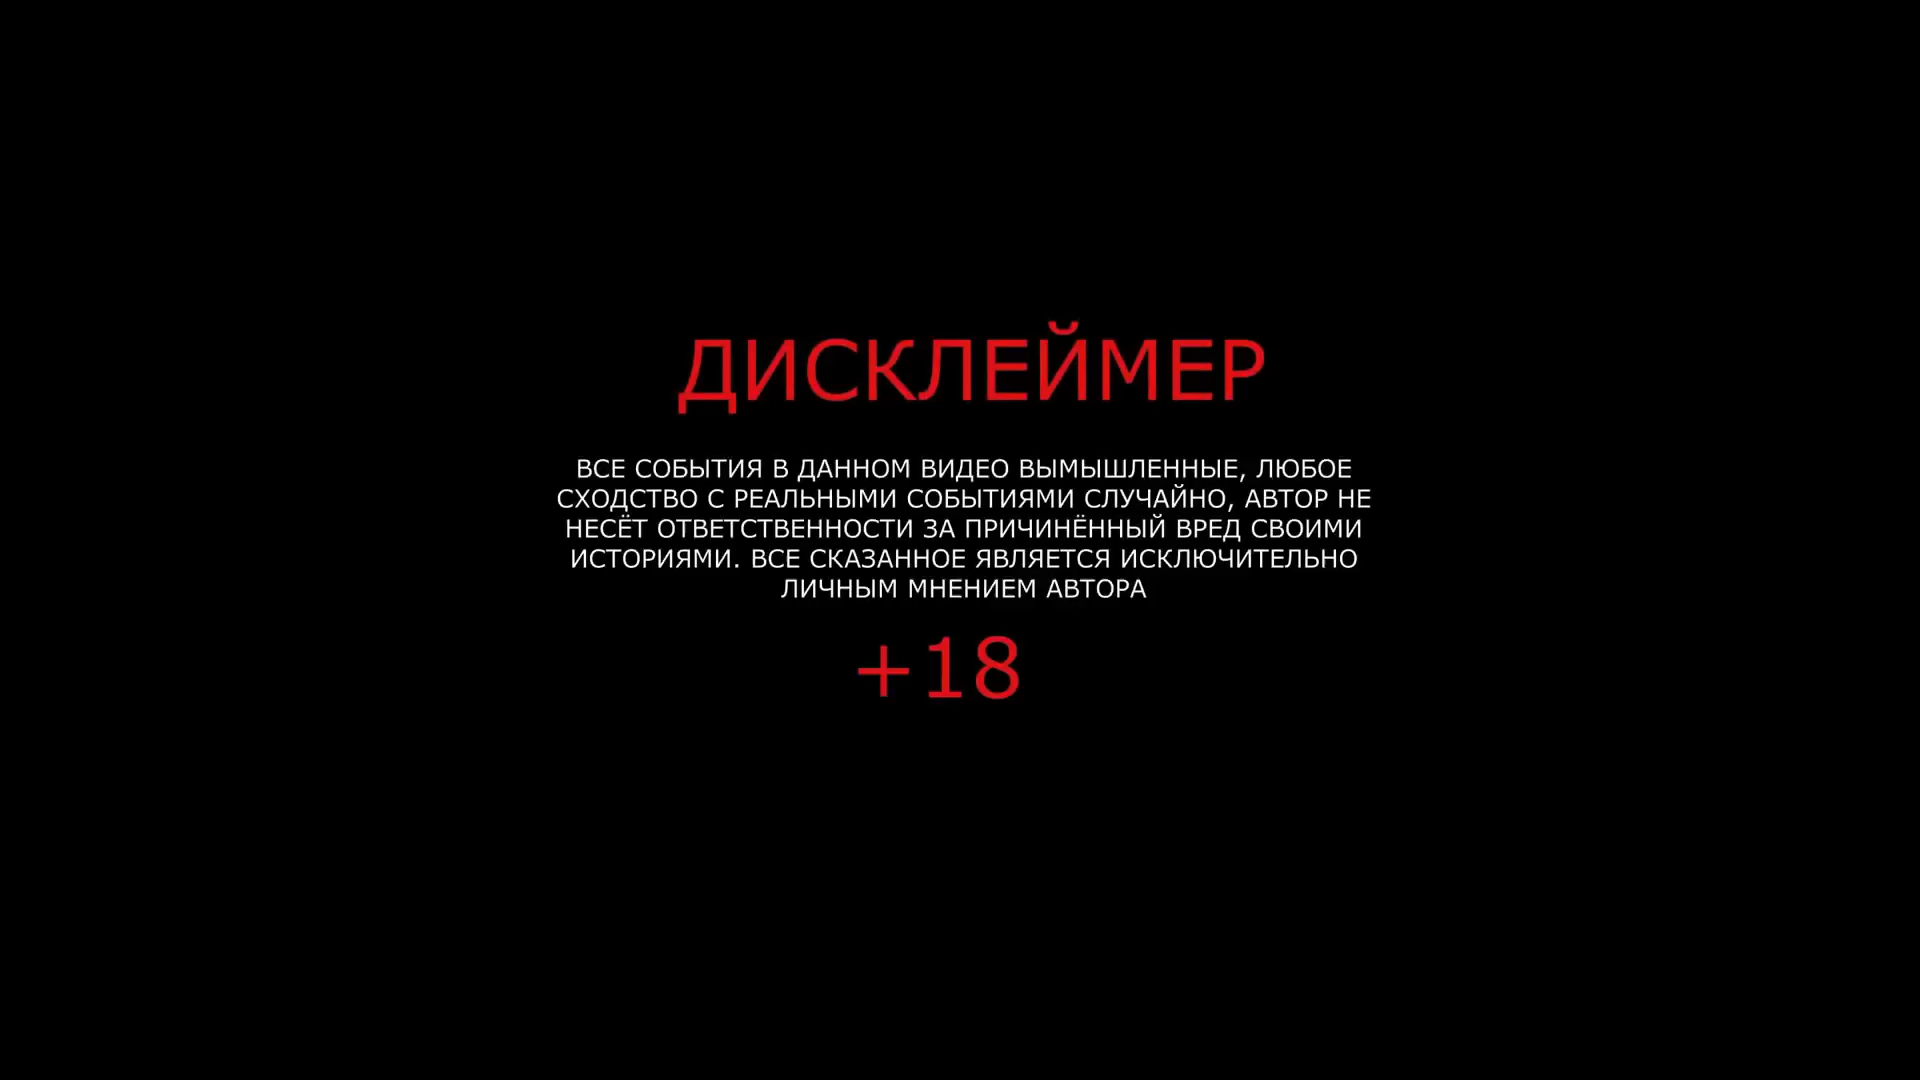 ДИСКЛЕЙМЕР
ВСЕ СОБЫТИЯ В ДАННОМ ВИДЕО ВЫМЫШЛЕННЫЕ, ЛЮБОЕ
СХОДСТВО С РЕАЛЬНЫМИ СОБЫТИЯМИ СЛУЧАЙНО, АВТОР НЕ
НЕСЁТ ОТВЕТСТВЕННОСТИ ЗА ПРИЧИНЁННЫЙ ВРЕД СВОИМИ
ИСТОРИЯМИ. ВСЕ СКАЗАННОЕ ЯВЛЯЕТСЯ ИСКЛЮЧИТЕЛЬНО
ЛИЧНЫМ МНЕНИЕМ АВТОРА
+18